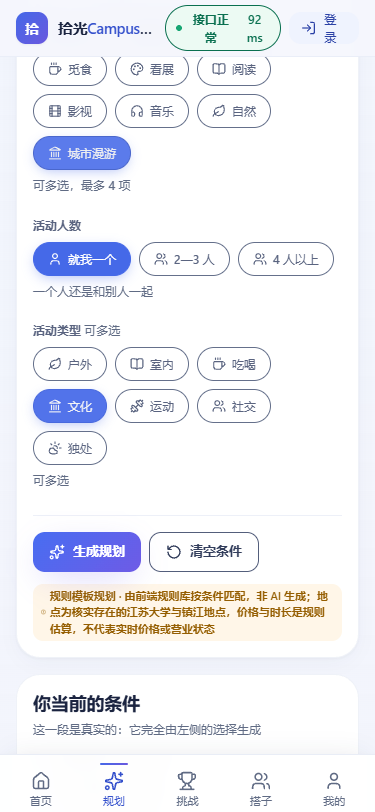 拾 拾光Campus... 接口正常 92 ms 登录
觅食 看展 阅读
影视 音乐 自然
城市漫游
可多选，最多 4 项
活动人数
就我一个 2—3 人 4 人以上
一个人还是和别人一起
活动类型 可多选
户外 室内 吃喝
文化 运动 社交
独处
可多选
生成规划 清空条件
规则模板规划 · 由前端规则库按条件匹配，非 AI 生成；地
点为核实存在的江苏大学与镇江地点，价格与时长是规则
估算，不代表实时价格或营业状态
你当前的条件
这一段是真实的：它完全由左侧的选择生成
首页 规划 挑战 搭子 我的